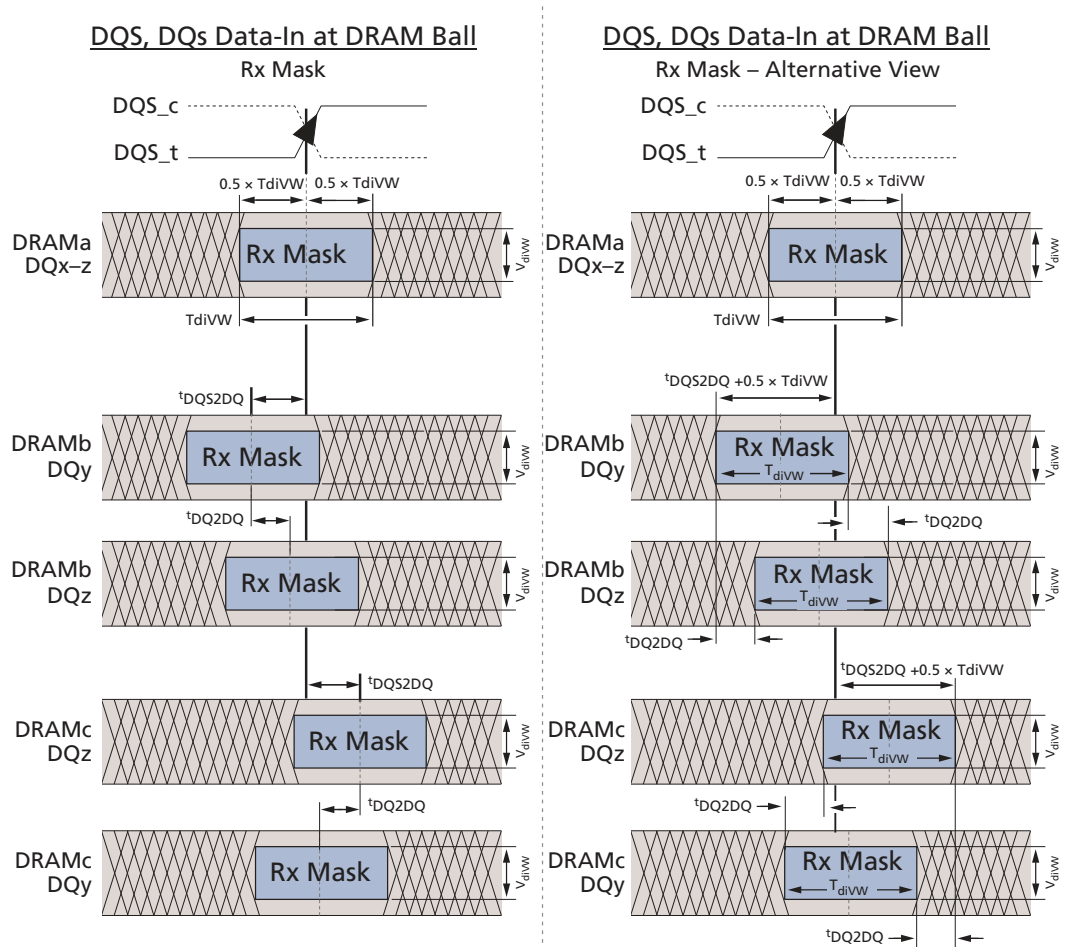 DQS, DQs Data-In at DRAM Ball
Rx Mask
DQS_c
DQS_t
0.5 × TdiVW
0.5 × TdiVW
DRAMa
DQx–z
Rx Mask
VdiVW
TdiVW
tDQS2DQ
DRAMb
DQy
Rx Mask
VdiVW
tDQ2DQ
DRAMb
DQz
Rx Mask
VdiVW
tDQS2DQ
DRAMc
DQz
Rx Mask
VdiVW
tDQ2DQ
DRAMc
DQy
Rx Mask
VdiVW
DQS, DQs Data-In at DRAM Ball
Rx Mask – Alternative View
DQS_c
DQS_t
0.5 × TdiVW
0.5 × TdiVW
DRAMa
DQx–z
Rx Mask
VdiVW
TdiVW
tDQS2DQ +0.5 × TdiVW
DRAMb
DQy
Rx Mask
TdiVW
VdiVW
tDQ2DQ
DRAMb
DQz
Rx Mask
TdiVW
VdiVW
tDQ2DQ
tDQS2DQ +0.5 × TdiVW
DRAMc
DQz
Rx Mask
TdiVW
VdiVW
tDQ2DQ
DRAMc
DQy
Rx Mask
TdiVW
VdiVW
tDQ2DQ